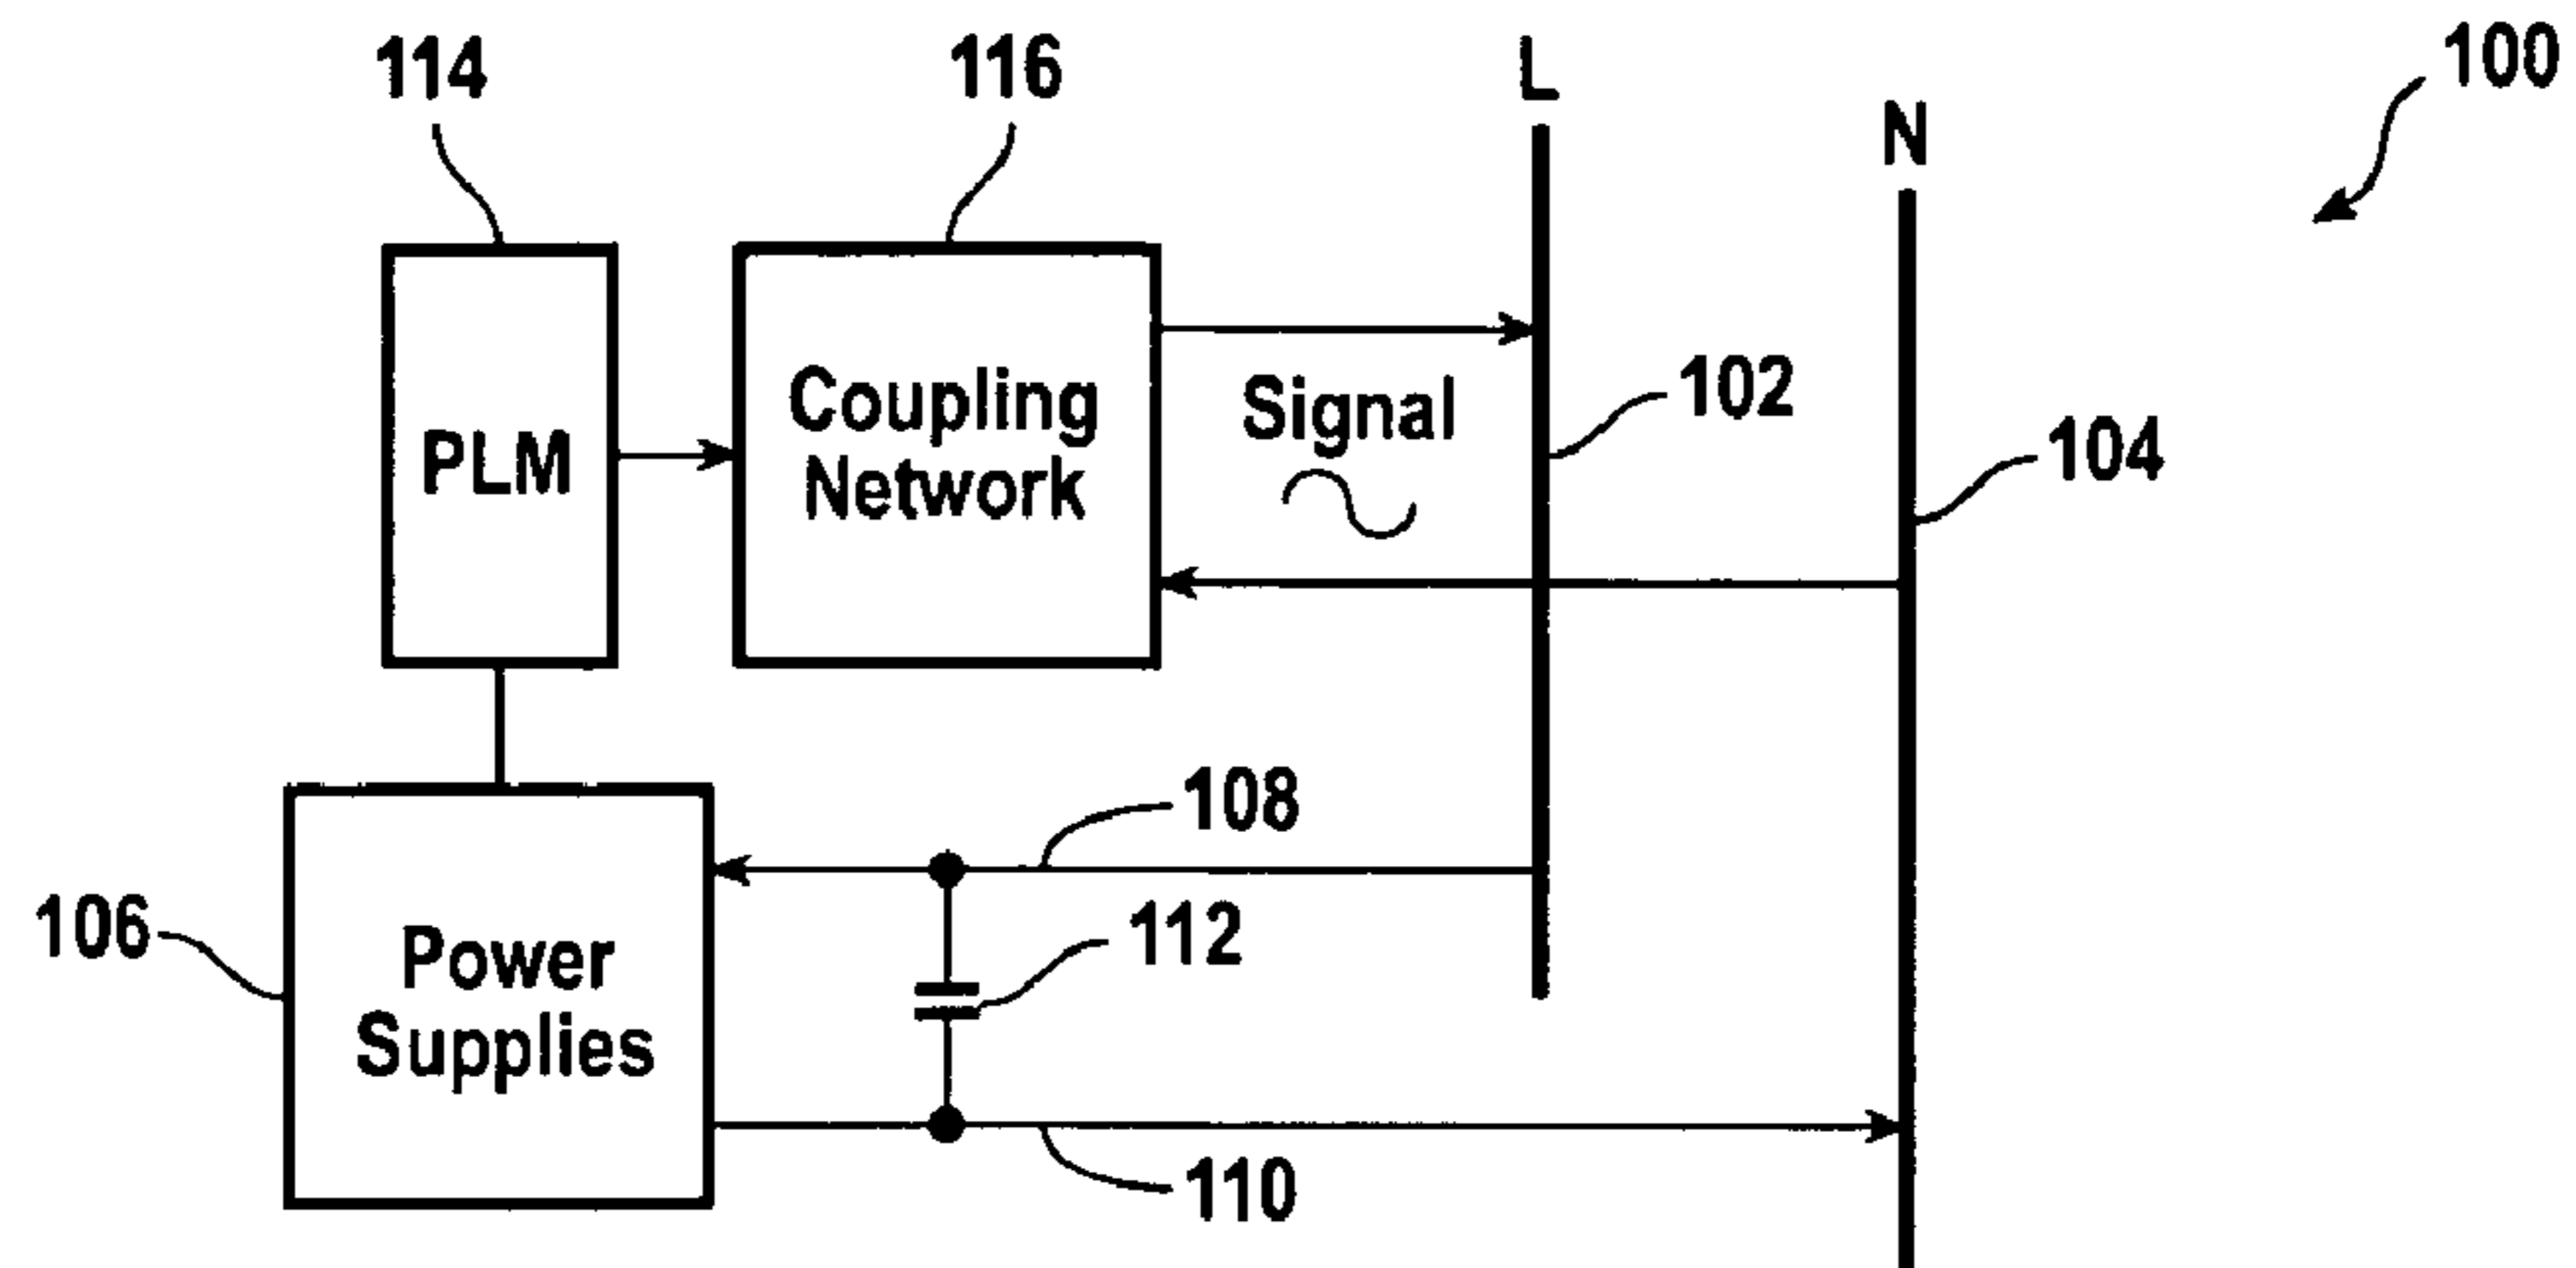 114
116
L
N
100
PLM
Coupling
Network
Signal
102
104
108
106
Power
Supplies
112
110